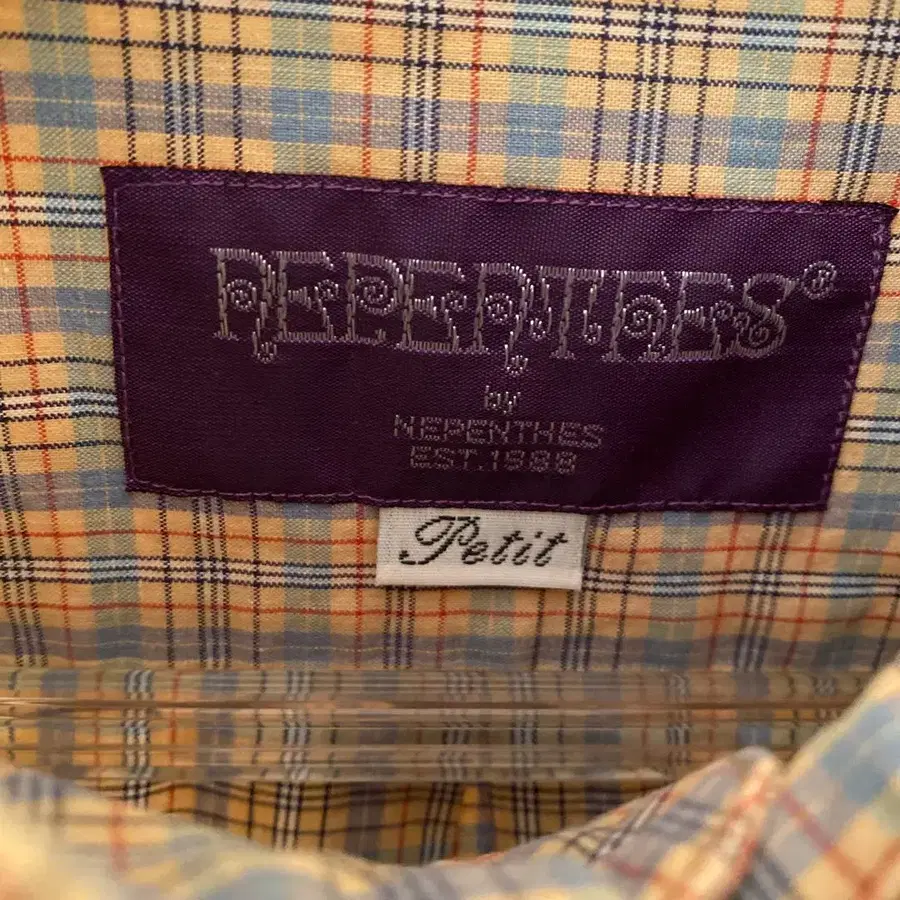 NEPENTHES®
by
NEPENTHES
EST.1988
Petit